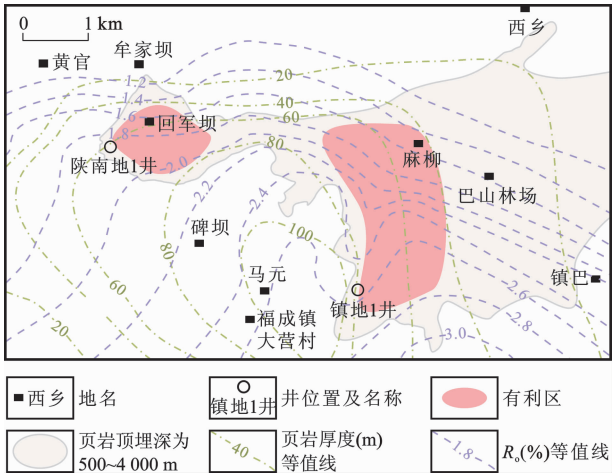 0 1 km
西乡
黄官
牟家坝
20
1.2
1.4
40
1.6
60
回军坝
1.8
80
麻柳
陕南地1井
2.0
巴山林场
2.2
2.4
碑坝
100
80
马元
镇巴
2.6
60
镇地1井
2.8
福成镇
大营村
20
3.0
西乡 地名
镇地1井 井位置及名称
有利区
页岩顶埋深为
500~4 000 m
40 页岩厚度(m)
等值线
1.8 Ro(%)等值线